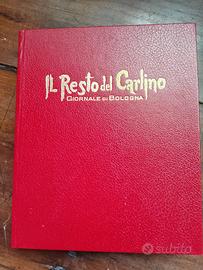 IL Resto del Carlino
GIORNALE DI BOLOGNA
subito